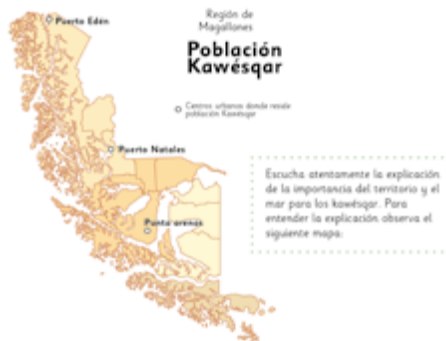 Puerto Edén
Región de
Magallanes
Población
Kawésqar
Centros urbanos donde reside
población Kawésqar
Puerto Natales
Punta arenas
Escucha atentamente la explicación
de la importancia del territorio y el
mar para los kawésqar. Para
entender la explicación observa el
siguiente mapa: